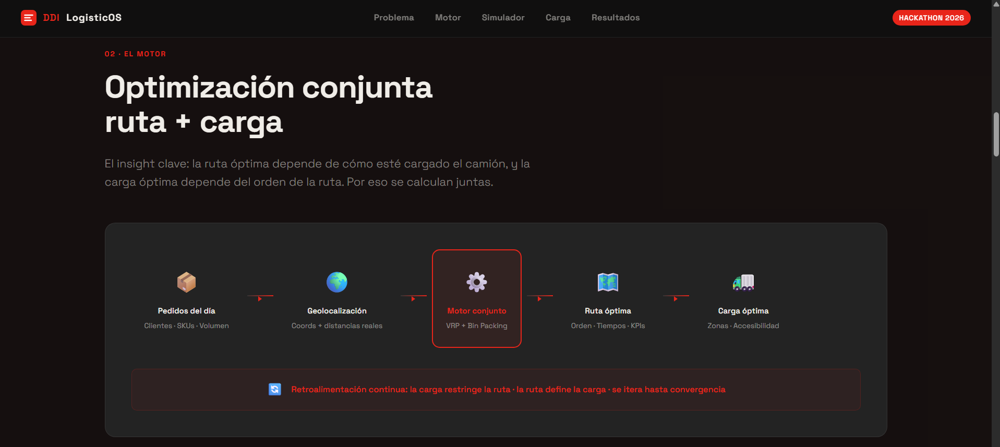 DDI LogisticOS
Problema
Motor
Simulador
Carga
Resultados
HACKATHON 2026
02 · EL MOTOR
Optimización conjunta
ruta + carga
El insight clave: la ruta óptima depende de cómo esté cargado el camión, y la
carga óptima depende del orden de la ruta. Por eso se calculan juntas.
Pedidos del día
Clientes · SKUs · Volumen
Geolocalización
Coords + distancias reales
Motor conjunto
VRP + Bin Packing
Ruta óptima
Orden · Tiempos · KPIs
Carga óptima
Zonas · Accesibilidad
Retroalimentación continua: la carga restringe la ruta · la ruta define la carga · se itera hasta convergencia